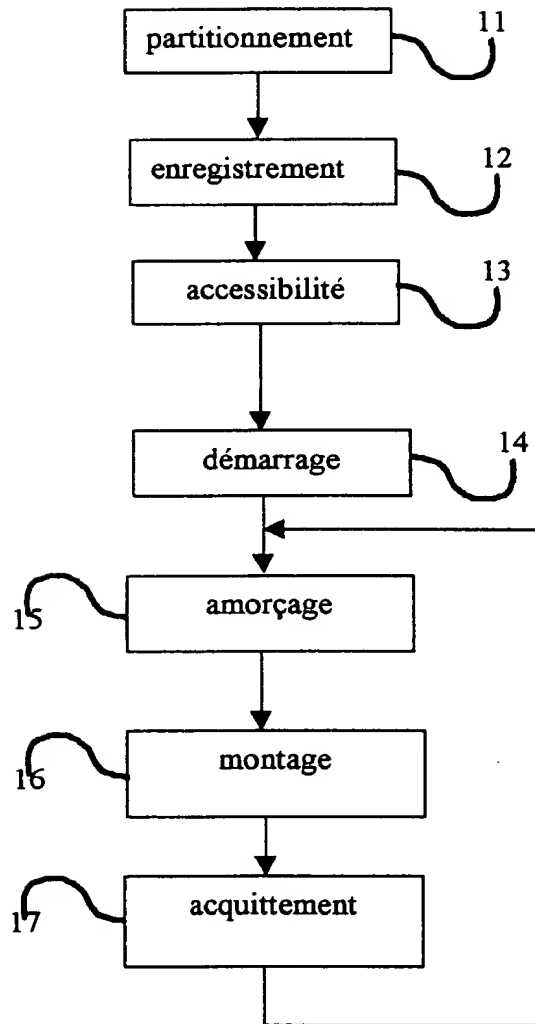 partitionnement
11
enregistrement
12
accessibilité
13
démarrage
14
amorçage
15
montage
16
acquittement
17